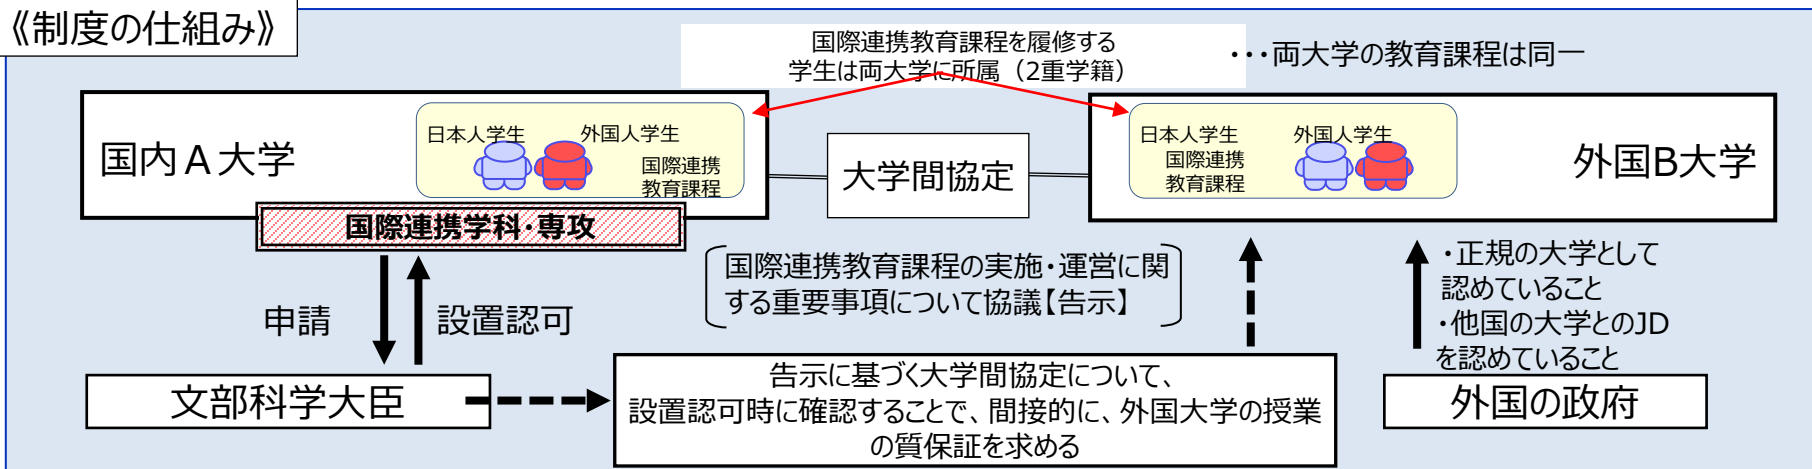 《制度の仕組み》
国際連携教育課程を履修する
学生は両大学に所属（2重学籍）
・・・両大学の教育課程は同一
国内Ａ大学
日本人学生
外国人学生
国際連携
教育課程
国際連携学科・専攻
大学間協定
日本人学生
外国人学生
国際連携
教育課程
外国B大学
国際連携教育課程の実施・運営に関
する重要事項について協議【告示】
申請
設置認可
・正規の大学として
認めていること
・他国の大学とのJD
を認めていること
文部科学大臣
告示に基づく大学間協定について、
設置認可時に確認することで、間接的に、外国大学の授業
の質保証を求める
外国の政府